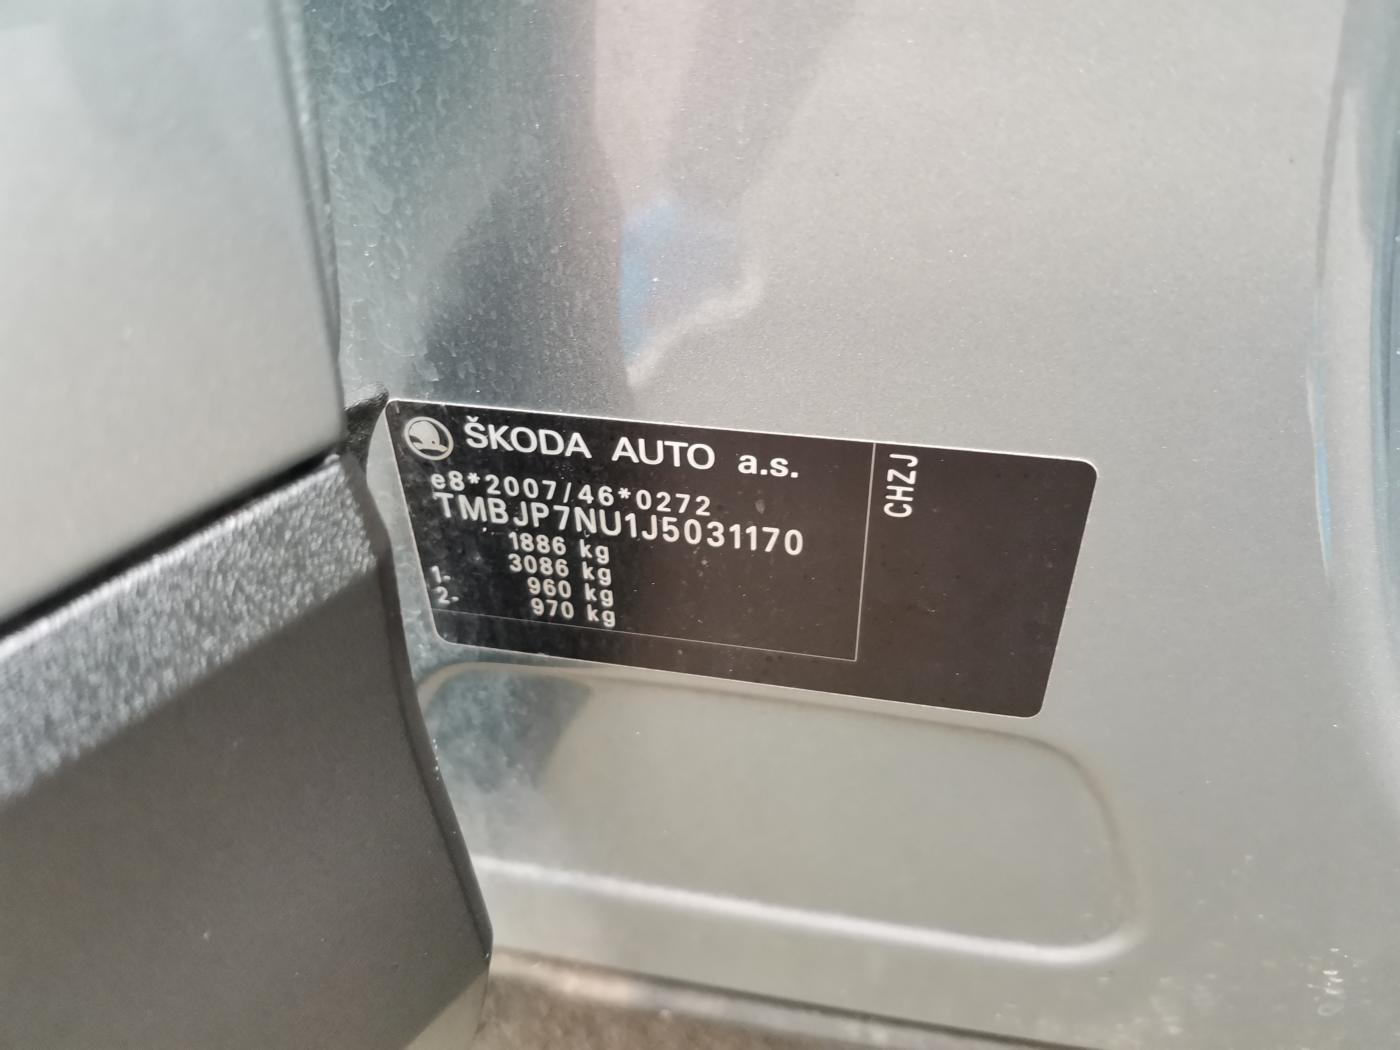 ŠKODA AUTO a.s.
e8*2007/46*0272
TMBJP7NU1J5031170
1886 kg
3086 kg
1- 960 kg
2- 970 kg
CHZJ